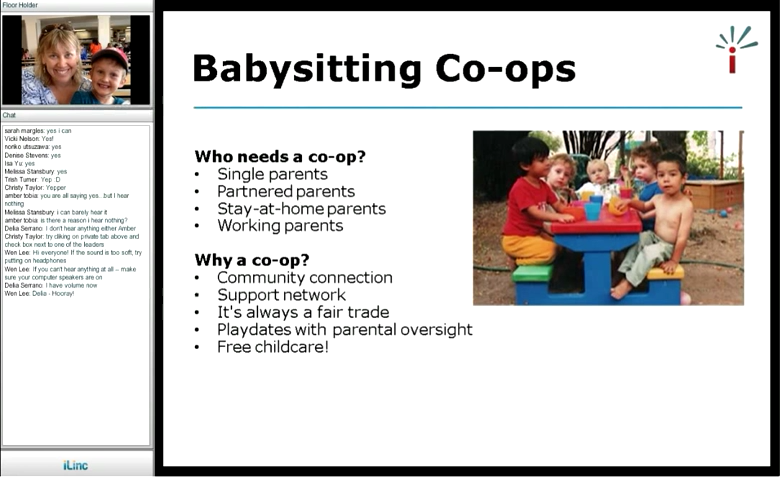 Floor Holder
Chat
sarah margles: yes i can
Vicki Nelson: Yes!
noriko utsuzawa: yes
Denise Stevens: yes
Isa Yu: yes
Melissa Stansbury: yes
Trish Turner: Yep :D
Christy Taylor: Yepper
amber tobia: you are all saying yes...but I hear
nothing
Melissa Stansbury: i can barely hear it
amber tobia: is there a reason i hear nothing?
Delia Serrano: I don't hear anything either Amber
Christy Taylor: try cliking on private tab above and
check box next to one of the leaders
Wen Lee: Hi everyone! If the sound is too soft, try
putting on headphones
Wen Lee: If you can't hear anything at all -- make
sure your computer speakers are on
Delia Serrano: I have volume now
Wen Lee: Delia - Hooray!
iLinc
Babysitting Co-ops
Who needs a co-op?
• Single parents
• Partnered parents
• Stay-at-home parents
• Working parents
Why a co-op?
• Community connection
• Support network
• It's always a fair trade
• Playdates with parental oversight
• Free childcare!